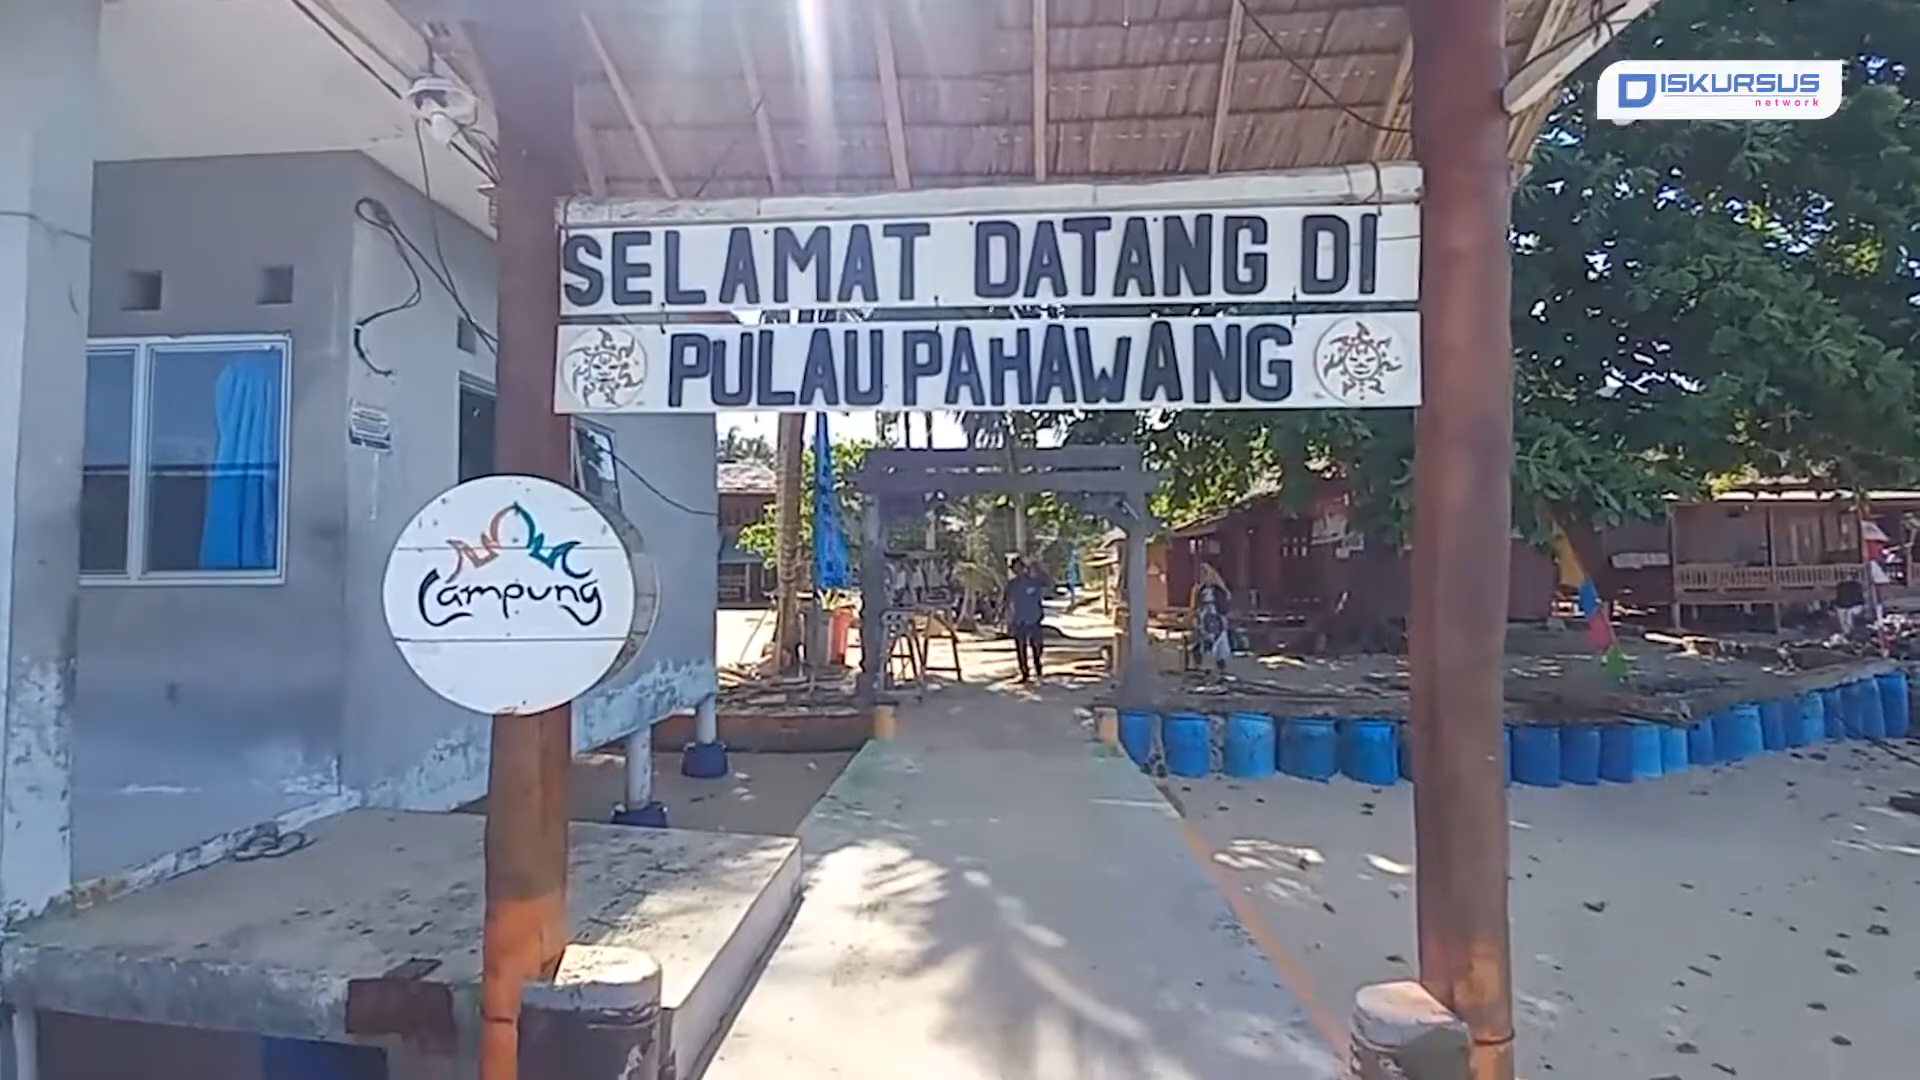 DISKURSUS
network
SELAMAT DATANG DI
PULAU PAHAWANG
Lampung